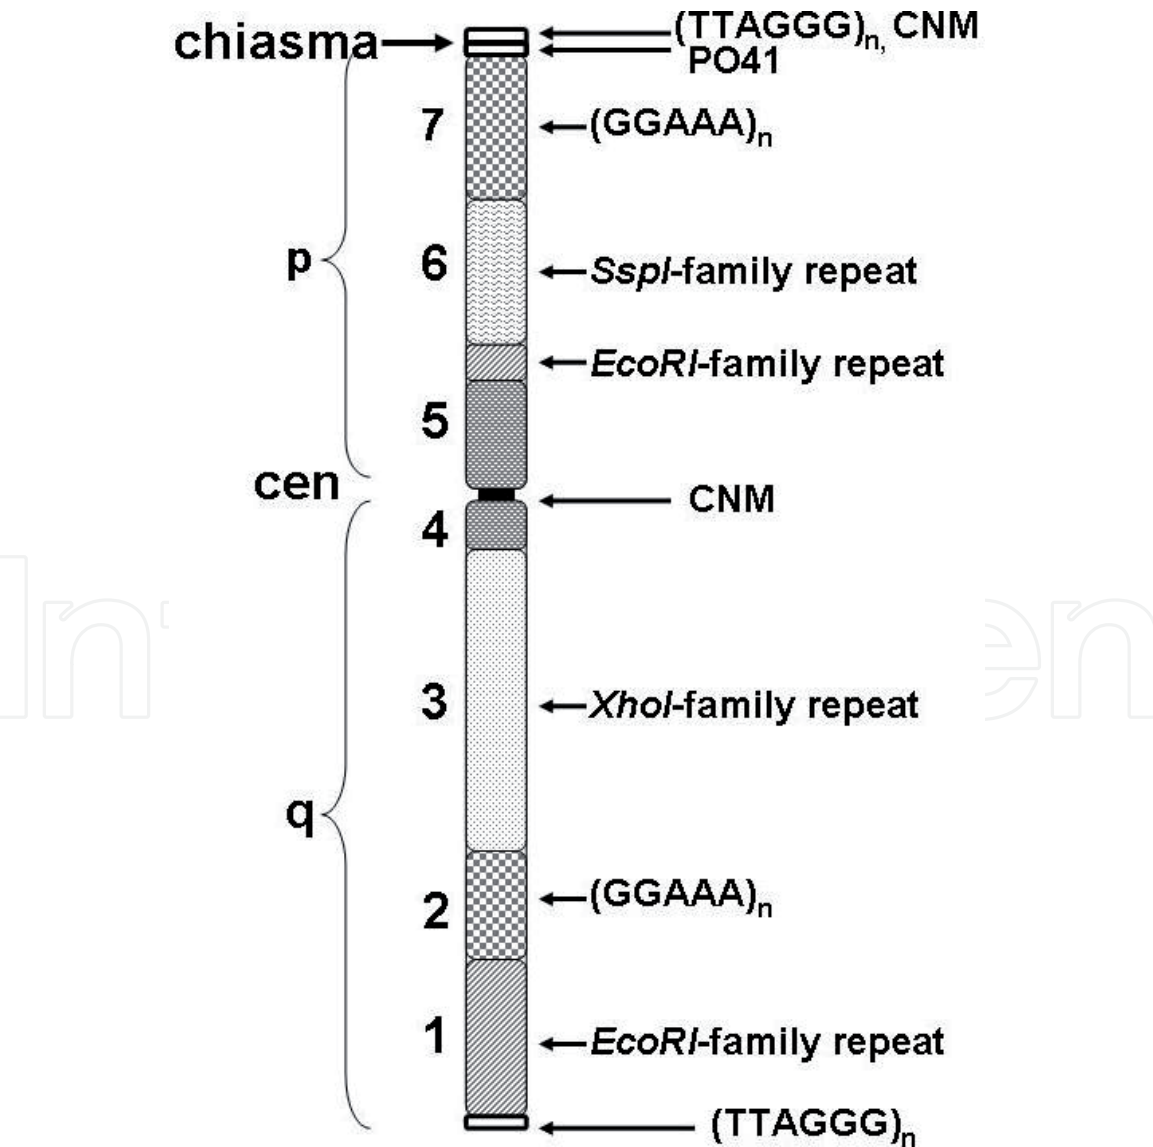 chiasma
(TTAGGG)n, CNM
PO41
7
(GGAAA)n
p
6
SspI-family repeat
EcoRI-family repeat
5
cen
CNM
4
3
XhoI-family repeat
q
2
(GGAAA)n
1
EcoRI-family repeat
(TTAGGG)n